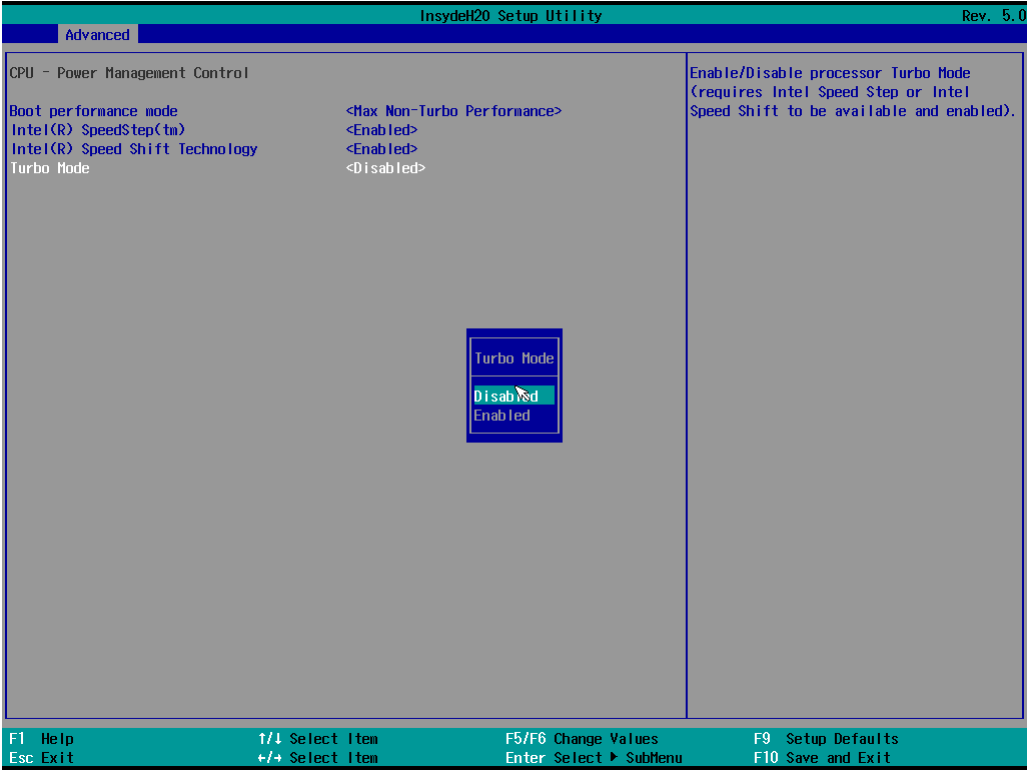 InsydeH2O Setup Utility Rev. 5.0
Advanced
CPU - Power Management Control
Boot performance mode <Max Non-Turbo Performance>
Intel(R) SpeedStep(tm) <Enabled>
Intel(R) Speed Shift Technology <Enabled>
Turbo Mode <Disabled>
Enable/Disable processor Turbo Mode
(requires Intel Speed Step or Intel
Speed Shift to be available and enabled).
Turbo Mode
Disabled
Enabled
F1 Help ↑/↓ Select Item F5/F6 Change Values F9 Setup Defaults
Esc Exit ←/→ Select Item Enter Select ▶ SubMenu F10 Save and Exit